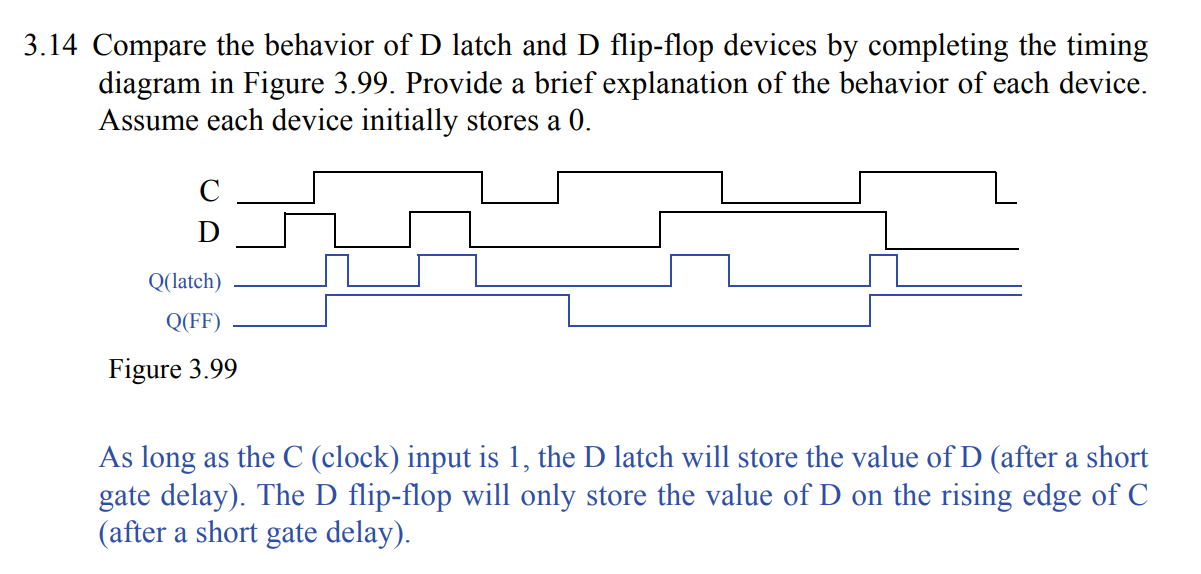 3.14 Compare the behavior of D latch and D flip-flop devices by completing the timing
diagram in Figure 3.99. Provide a brief explanation of the behavior of each device.
Assume each device initially stores a 0.
C
D
Q(latch)
Q(FF)
Figure 3.99
As long as the C (clock) input is 1, the D latch will store the value of D (after a short
gate delay). The D flip-flop will only store the value of D on the rising edge of C
(after a short gate delay).